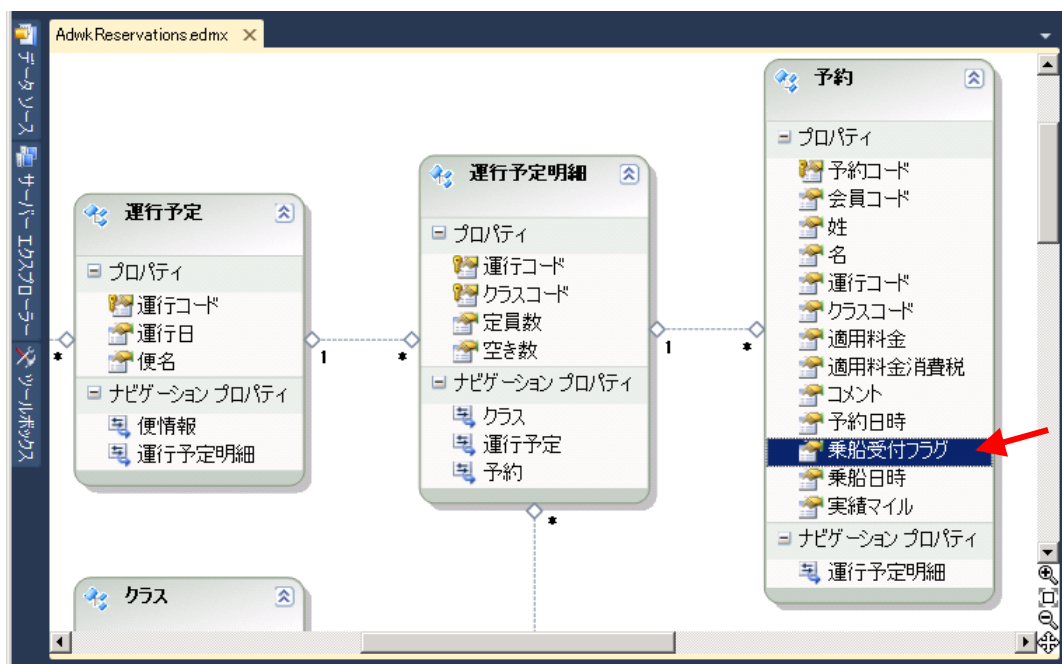 AdwkReservations.edmx
データ ソース
サーバー エクスプローラー
ツールボックス
運行予定
プロパティ
運行コード
運行日
便名
ナビゲーション プロパティ
便情報
運行予定明細
*
1
*
運行予定明細
プロパティ
運行コード
クラスコード
定員数
空き数
ナビゲーション プロパティ
クラス
運行予定
予約
1
*
*
予約
プロパティ
予約コード
会員コード
姓
名
運行コード
クラスコード
適用料金
適用料金消費税
コメント
予約日時
乗船受付フラグ
乗船日時
実績マイル
ナビゲーション プロパティ
運行予定明細
クラス